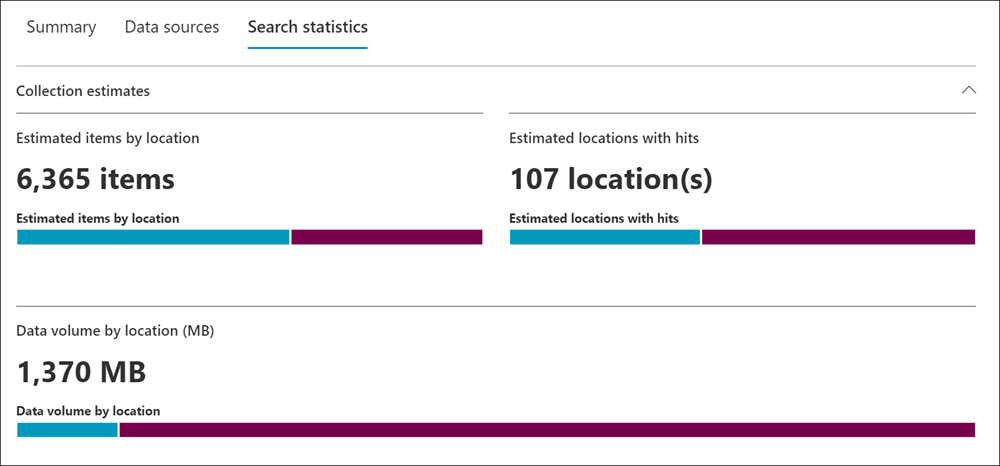 Summary Data sources Search statistics
Collection estimates
Estimated items by location
6,365 items
Estimated items by location
Estimated locations with hits
107 location(s)
Estimated locations with hits
Data volume by location (MB)
1,370 MB
Data volume by location